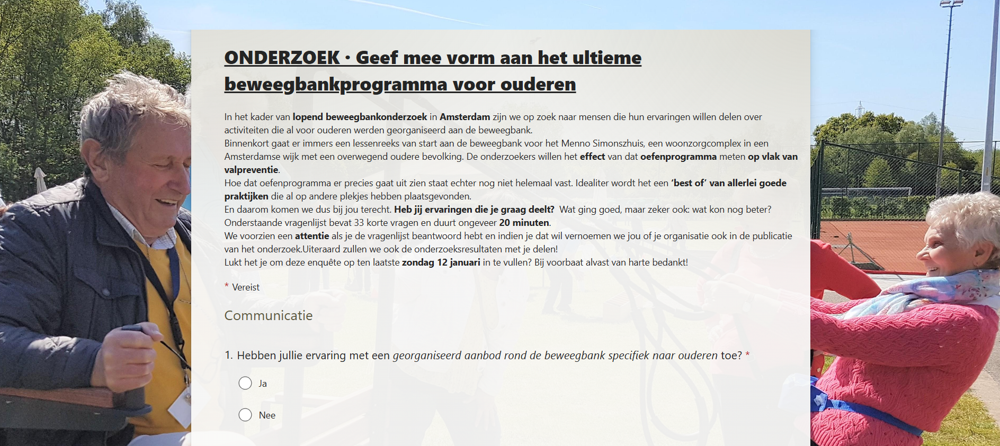 ONDERZOEK · Geef mee vorm aan het ultieme
beweegbankprogramma voor ouderen
In het kader van lopend beweegbankonderzoek in Amsterdam zijn we op zoek naar mensen die hun ervaringen willen delen over
activiteiten die al voor ouderen werden georganiseerd aan de beweegbank.
Binnenkort gaat er immers een lessenreeks van start aan de beweegbank voor het Menno Simonszhuis, een woonzorgcomplex in een
Amsterdamse wijk met een overwegend oudere bevolking. De onderzoekers willen het effect van dat oefenprogramma meten op vlak van
valpreventie.
Hoe dat oefenprogramma er precies gaat uit zien staat echter nog niet helemaal vast. Idealiter wordt het een ‘best of’ van allerlei goede
praktijken die al op andere plekjes hebben plaatsgevonden.
En daarom komen we dus bij jou terecht. Heb jij ervaringen die je graag deelt?  Wat ging goed, maar zeker ook: wat kon nog beter?
Onderstaande vragenlijst bevat 33 korte vragen en duurt ongeveer 20 minuten.
We voorzien een attentie als je de vragenlijst beantwoord hebt en indien je dat wil vernoemen we jou of je organisatie ook in de publicatie
van het onderzoek.Uiteraard zullen we ook de onderzoeksresultaten met je delen!
Lukt het je om deze enquête op ten laatste zondag 12 januari in te vullen? Bij voorbaat alvast van harte bedankt!
* Vereist
Communicatie
1. Hebben jullie ervaring met een georganiseerd aanbod rond de beweegbank specifiek naar ouderen toe? *
Ja
Nee